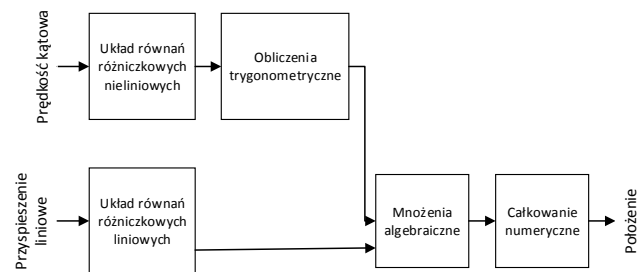 Prędkość kątowa
Układ równań
różniczkowych
nieliniowych
Obliczenia
trygonometryczne
Przyspieszenie
liniowe
Układ równań
różniczkowych
liniowych
Mnożenia
algebraiczne
Całkowanie
numeryczne
Położenie